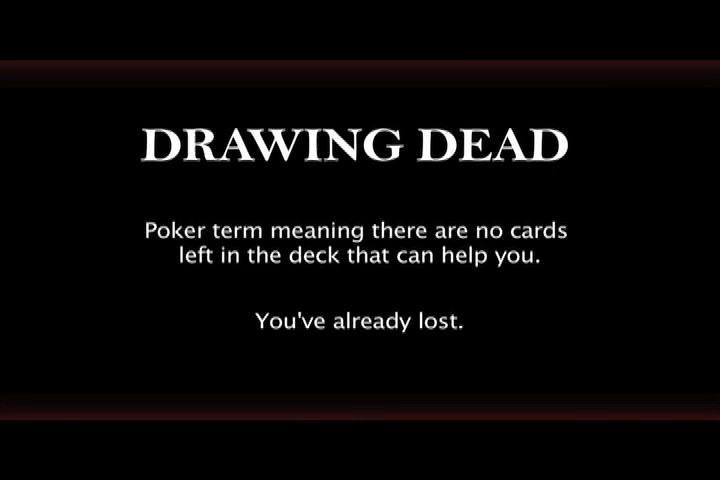 DRAWING DEAD
Poker term meaning there are no cards
left in the deck that can help you.
You've already lost.